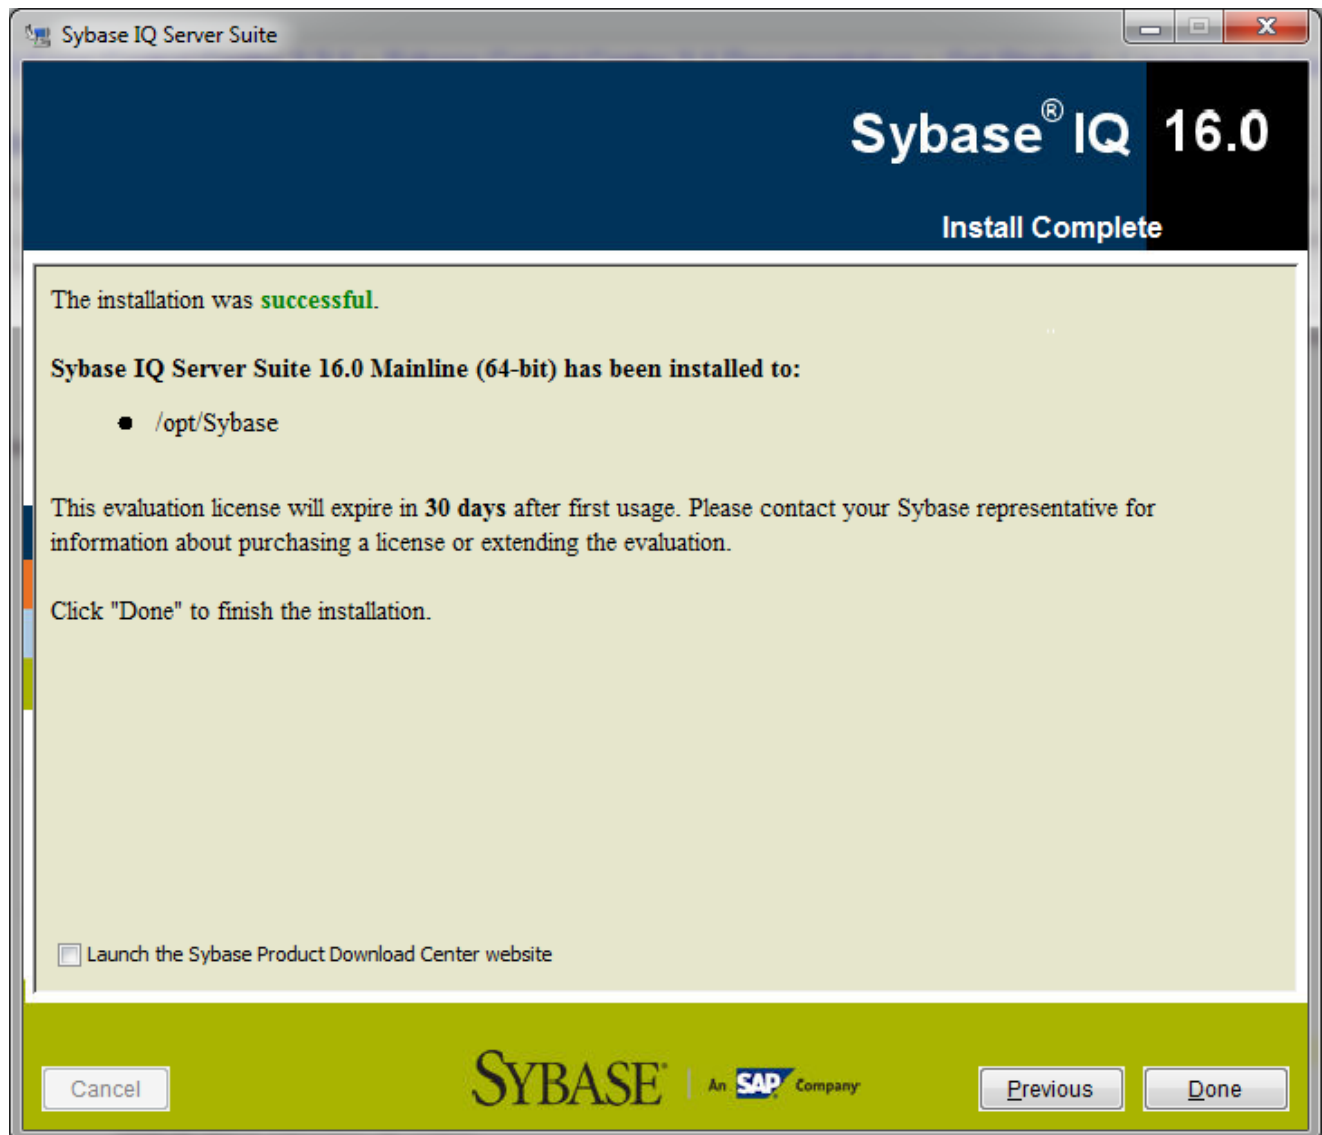 Sybase IQ Server Suite
Sybase® IQ 16.0
Install Complete
The installation was successful.
Sybase IQ Server Suite 16.0 Mainline (64-bit) has been installed to:
● /opt/Sybase
This evaluation license will expire in 30 days after first usage. Please contact your Sybase representative for
information about purchasing a license or extending the evaluation.
Click "Done" to finish the installation.
Launch the Sybase Product Download Center website
Cancel
SYBASE® | An SAP Company
Previous
Done